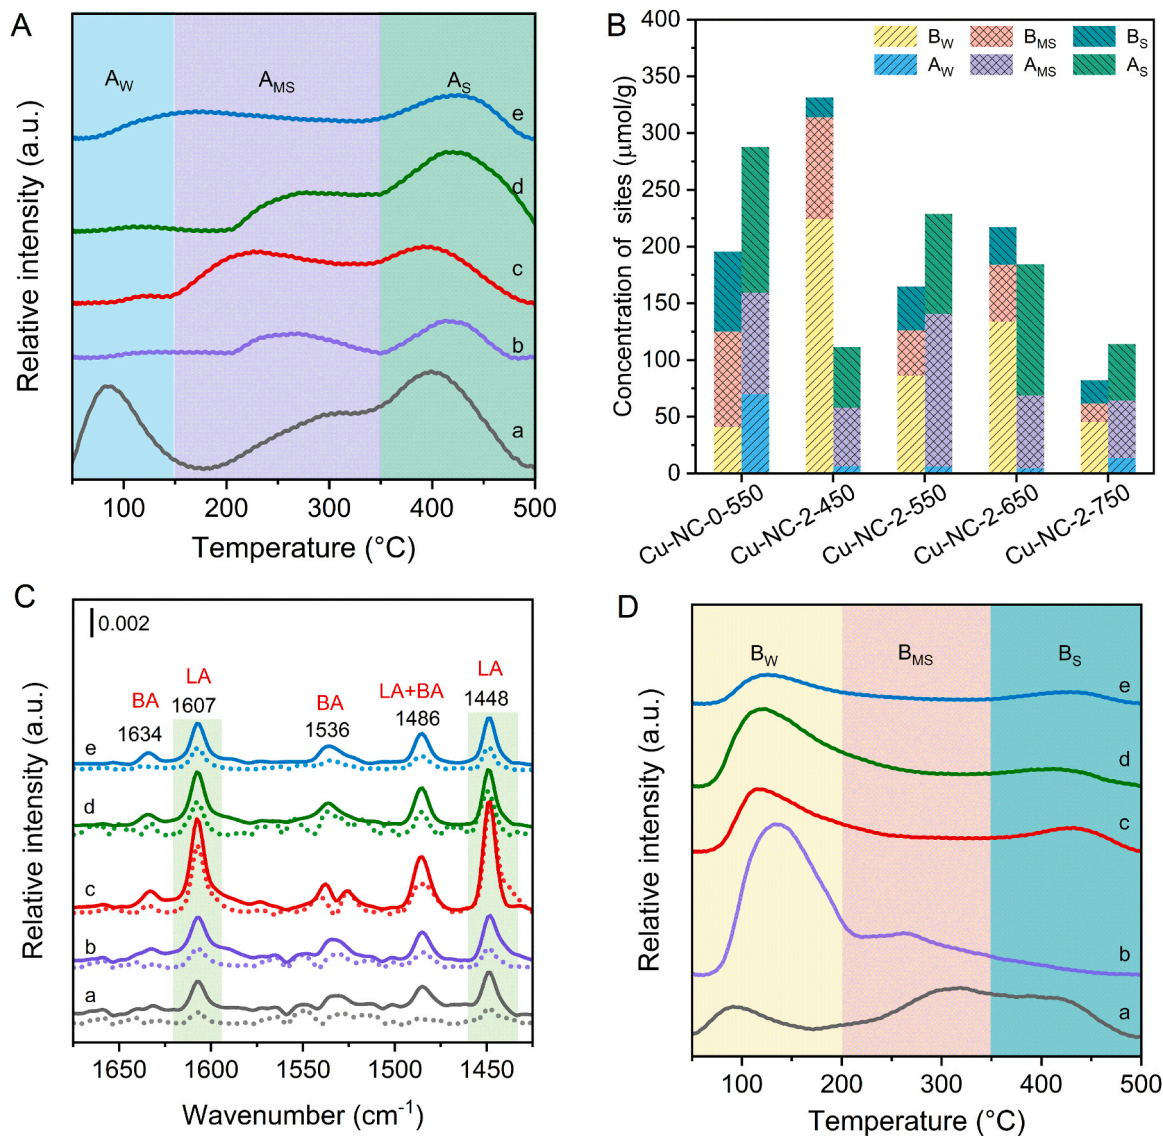 A
A_W
A_MS
A_S
e
d
c
b
a
100
200
300
400
500
Temperature (°C)
Relative intensity (a.u.)
B
B_W
B_MS
B_S
A_W
A_MS
A_S
400
350
300
250
200
150
100
50
0
Concentration of sites (μmol/g)
Cu-NC-0-550
Cu-NC-2-450
Cu-NC-2-550
Cu-NC-2-650
Cu-NC-2-750
C
0.002
BA
1634
LA
1607
BA
1536
LA+BA
1486
LA
1448
e
d
c
b
a
1650
1600
1550
1500
1450
Wavenumber (cm⁻¹)
Relative intensity (a.u.)
D
B_W
B_MS
B_S
e
d
c
b
a
100
200
300
400
500
Temperature (°C)
Relative intensity (a.u.)